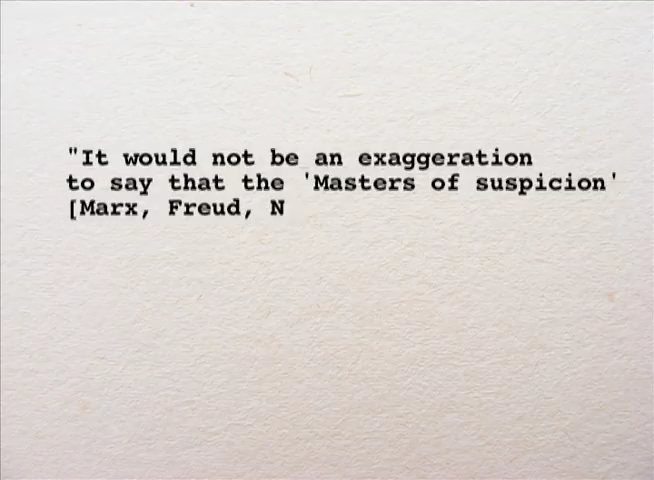 "It would not be an exaggeration
to say that the 'Masters of suspicion'
[Marx, Freud, N